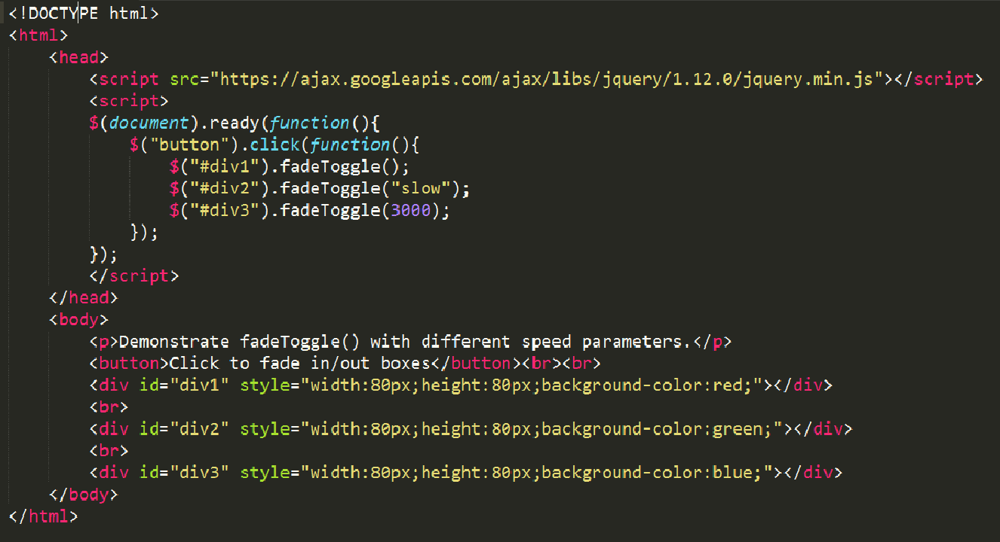 <!DOCTYPE html>
<html>
<head>
<script src="https://ajax.googleapis.com/ajax/libs/jquery/1.12.0/jquery.min.js"></script>
<script>
$(document).ready(function(){
$("button").click(function(){
$("#div1").fadeToggle();
$("#div2").fadeToggle("slow");
$("#div3").fadeToggle(3000);
});
});
</script>
</head>
<body>
<p>Demonstrate fadeToggle() with different speed parameters.</p>
<button>Click to fade in/out boxes</button><br><br>
<div id="div1" style="width:80px;height:80px;background-color:red;"></div>
<br>
<div id="div2" style="width:80px;height:80px;background-color:green;"></div>
<br>
<div id="div3" style="width:80px;height:80px;background-color:blue;"></div>
</body>
</html>